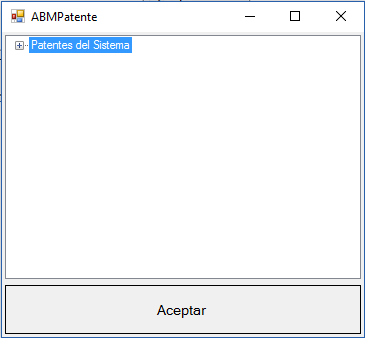 ABMPatente
Patentes del Sistema
Aceptar